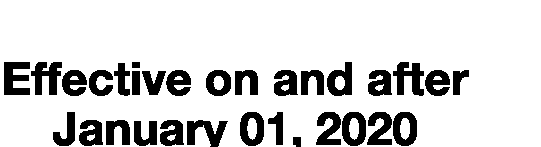 Effective on and after
January 01, 2020